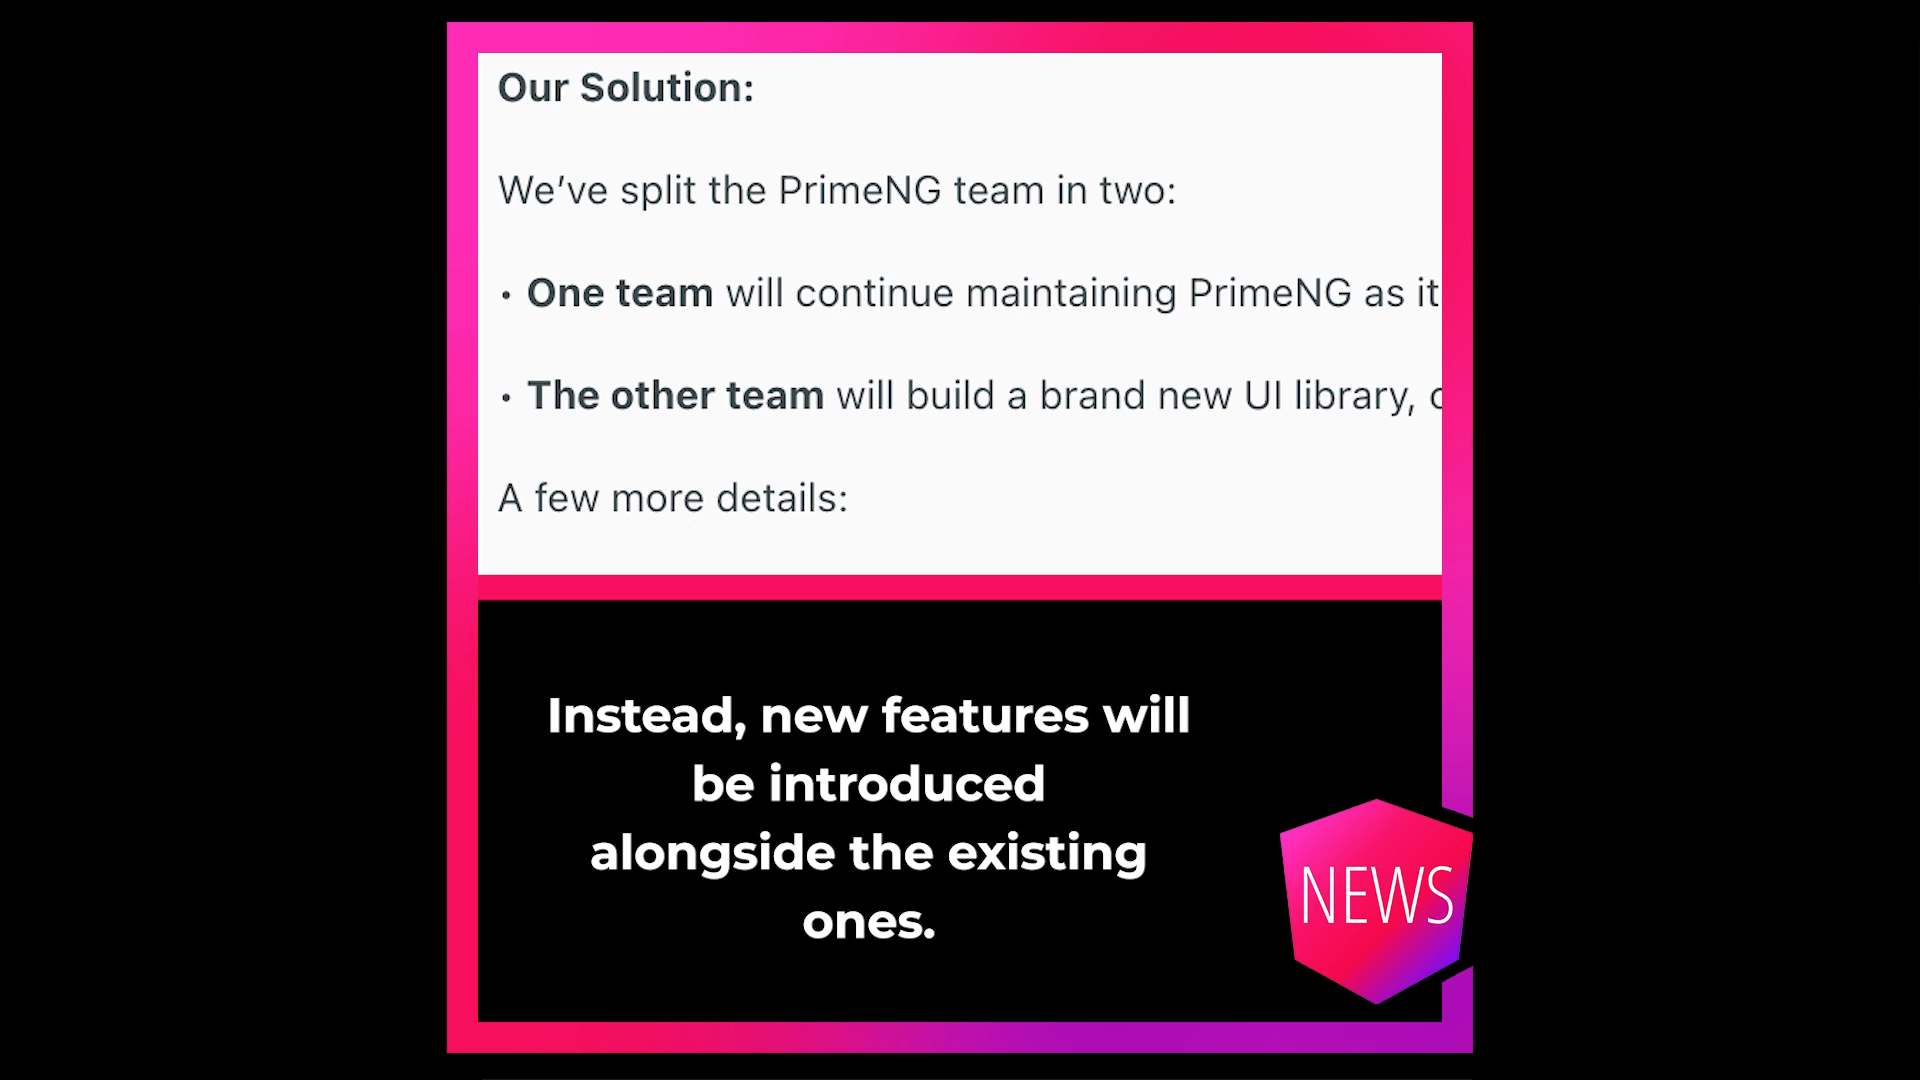 Our Solution:
We’ve split the PrimeNG team in two:
• One team will continue maintaining PrimeNG as it
• The other team will build a brand new UI library,
A few more details:
Instead, new features will
be introduced
alongside the existing
ones.
NEWS